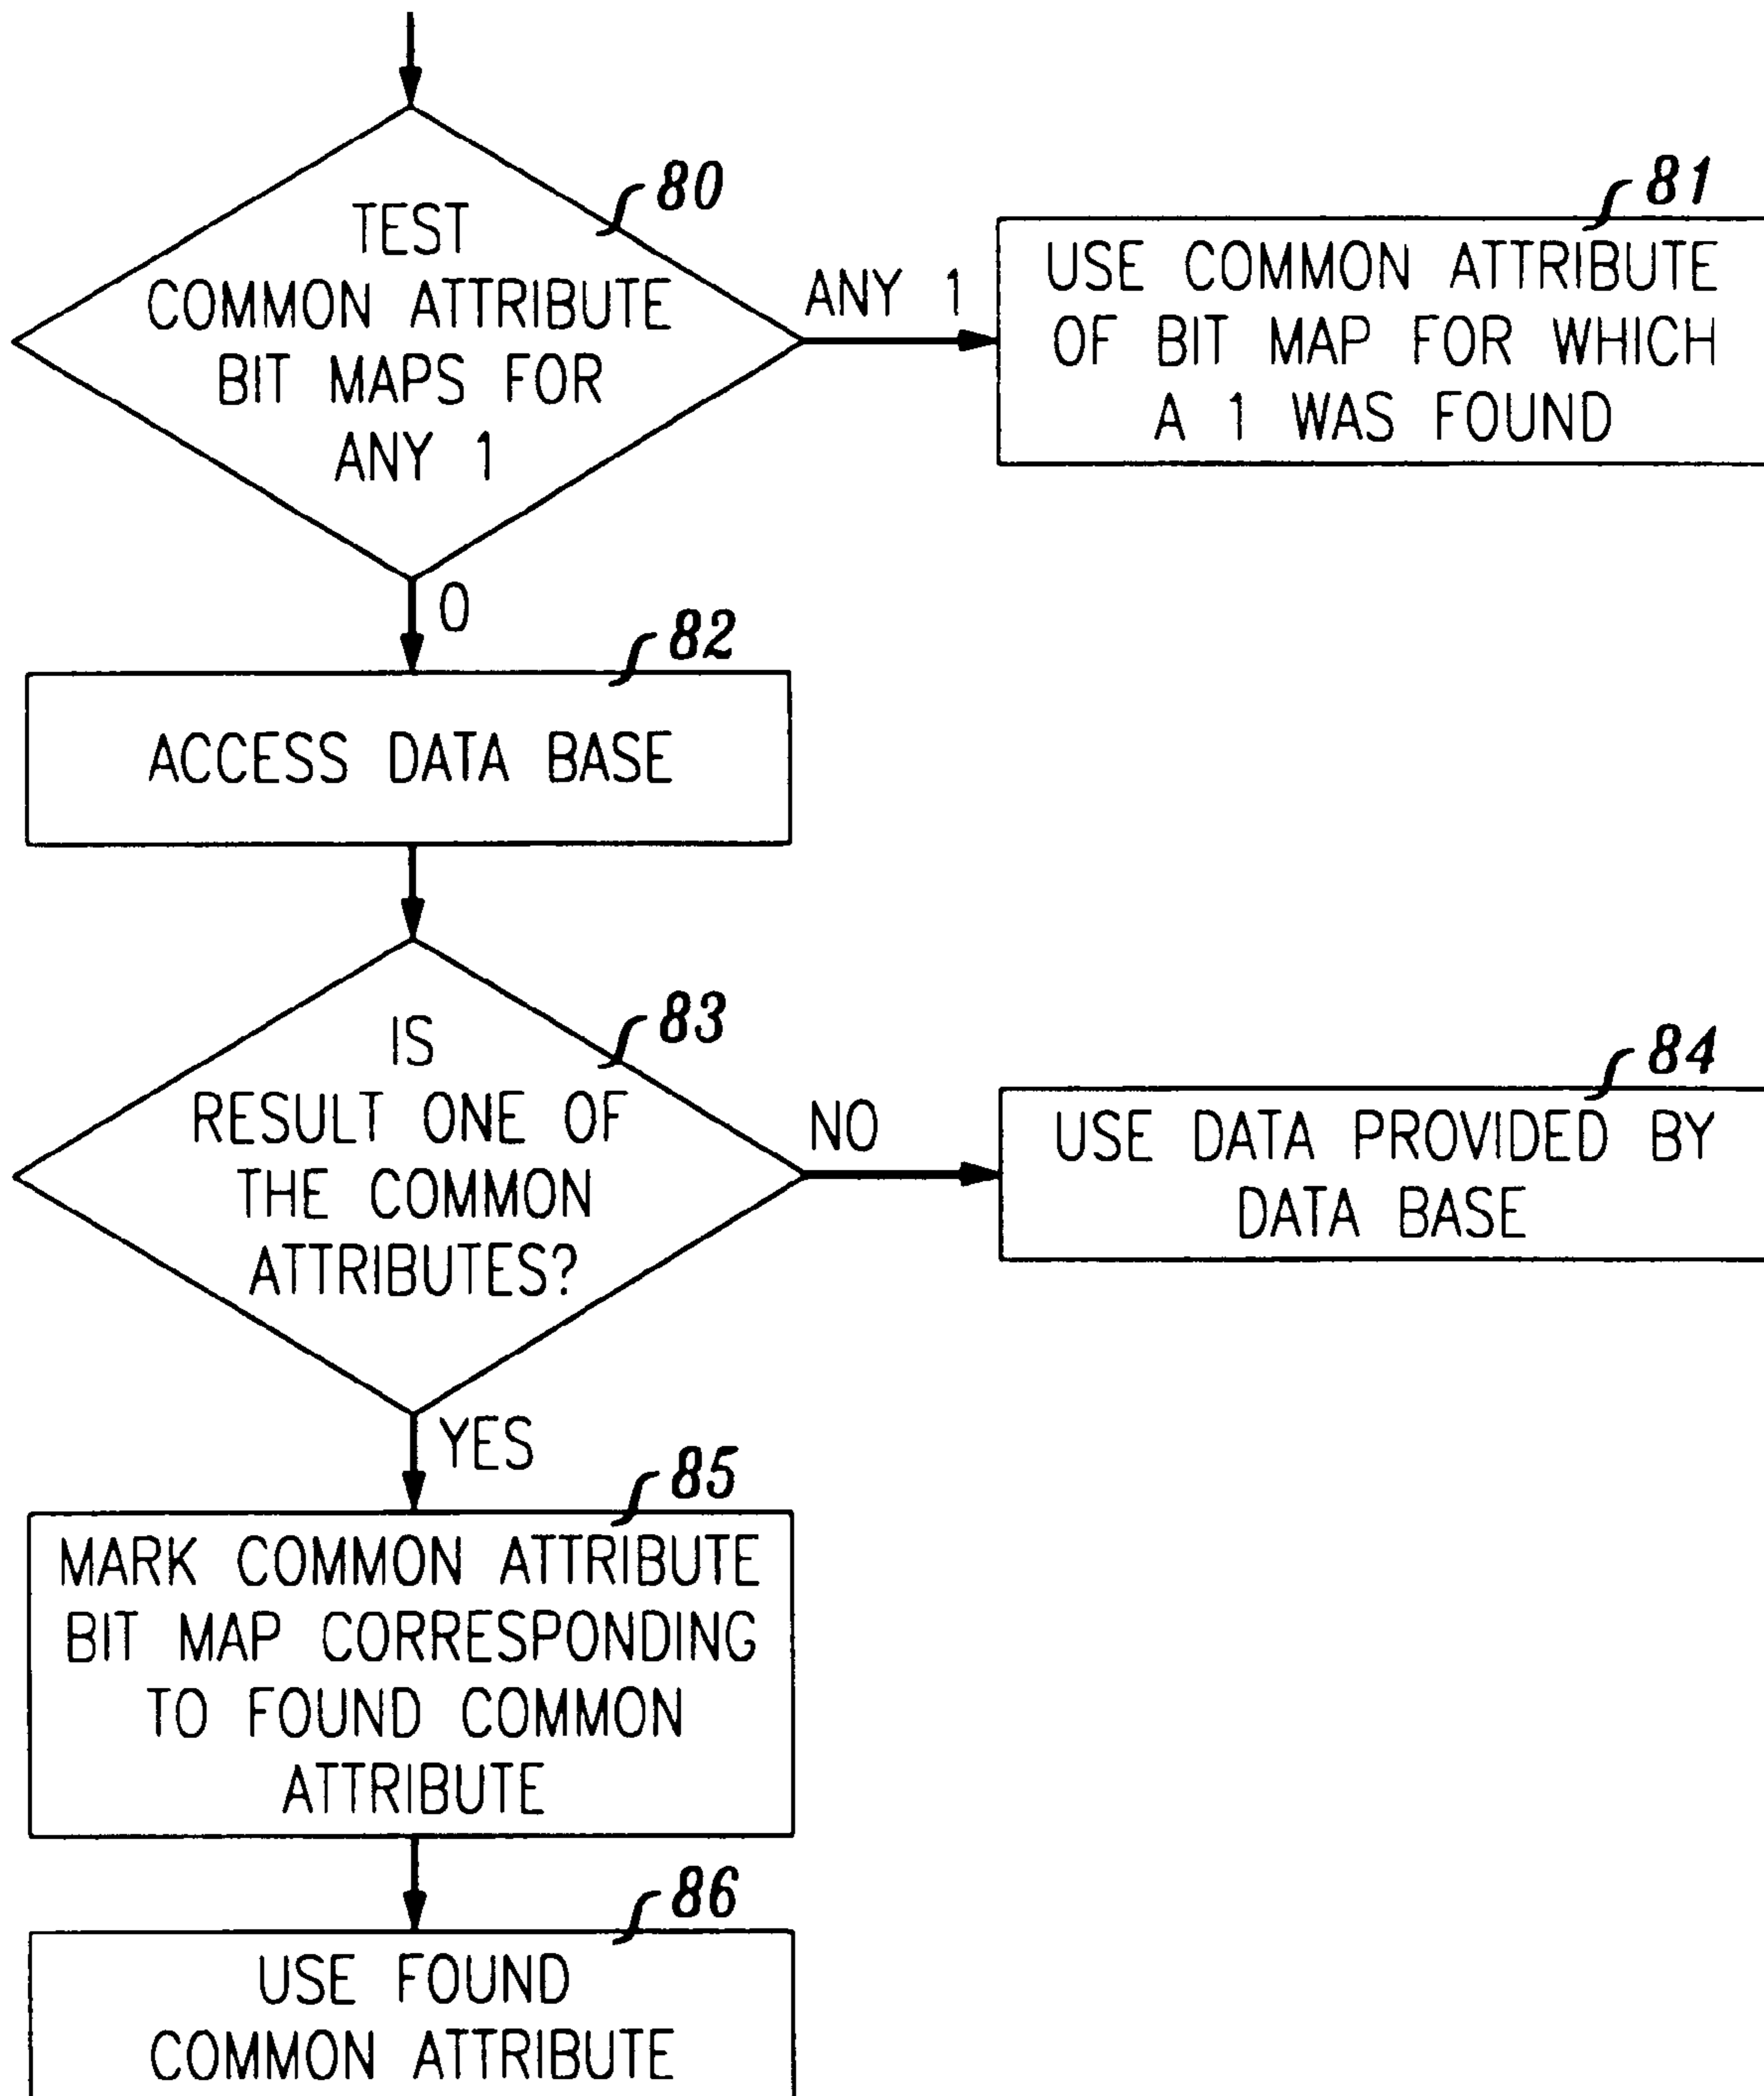 80
TEST
COMMON ATTRIBUTE
BIT MAPS FOR
ANY 1
ANY 1
81
USE COMMON ATTRIBUTE
OF BIT MAP FOR WHICH
A 1 WAS FOUND
0
82
ACCESS DATA BASE
83
IS
RESULT ONE OF
THE COMMON
ATTRIBUTES?
NO
84
USE DATA PROVIDED BY
DATA BASE
YES
85
MARK COMMON ATTRIBUTE
BIT MAP CORRESPONDING
TO FOUND COMMON
ATTRIBUTE
86
USE FOUND
COMMON ATTRIBUTE